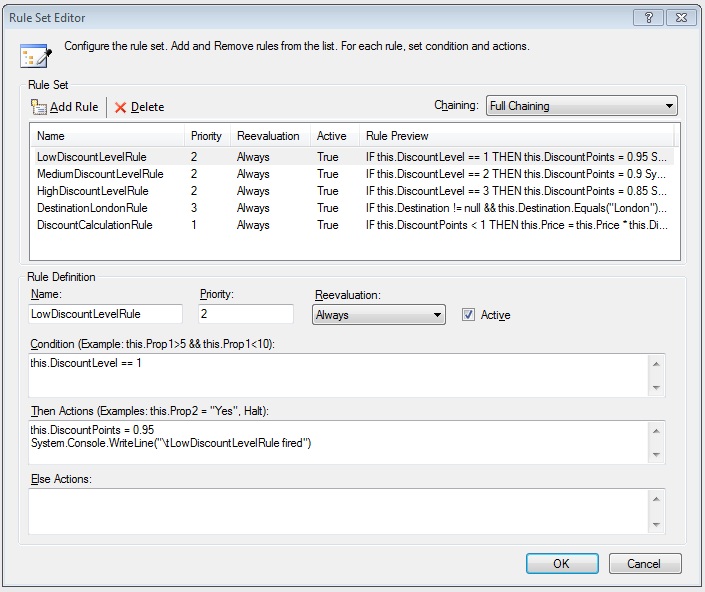 Rule Set Editor
Configure the rule set. Add and Remove rules from the list. For each rule, set condition and actions.
Rule Set
Add Rule Delete Chaining: Full Chaining
Name Priority Reevaluation Active Rule Preview
LowDiscountLevelRule 2 Always True IF this.DiscountLevel == 1 THEN this.DiscountPoints = 0.95 S...
MediumDiscountLevelRule 2 Always True IF this.DiscountLevel == 2 THEN this.DiscountPoints = 0.9 Sy...
HighDiscountLevelRule 2 Always True IF this.DiscountLevel == 3 THEN this.DiscountPoints = 0.85 S...
DestinationLondonRule 3 Always True IF this.Destination != null && this.Destination.Equals("London")...
DiscountCalculationRule 1 Always True IF this.DiscountPoints < 1 THEN this.Price = this.Price * this.Di...
Rule Definition
Name: Priority: Reevaluation:
LowDiscountLevelRule 2 Always Active
Condition (Example: this.Prop1>5 && this.Prop1<10):
this.DiscountLevel == 1
Then Actions (Examples: this.Prop2 = "Yes", Halt):
this.DiscountPoints = 0.95
System.Console.WriteLine("\tLowDiscountLevelRule fired")
Else Actions:
OK Cancel